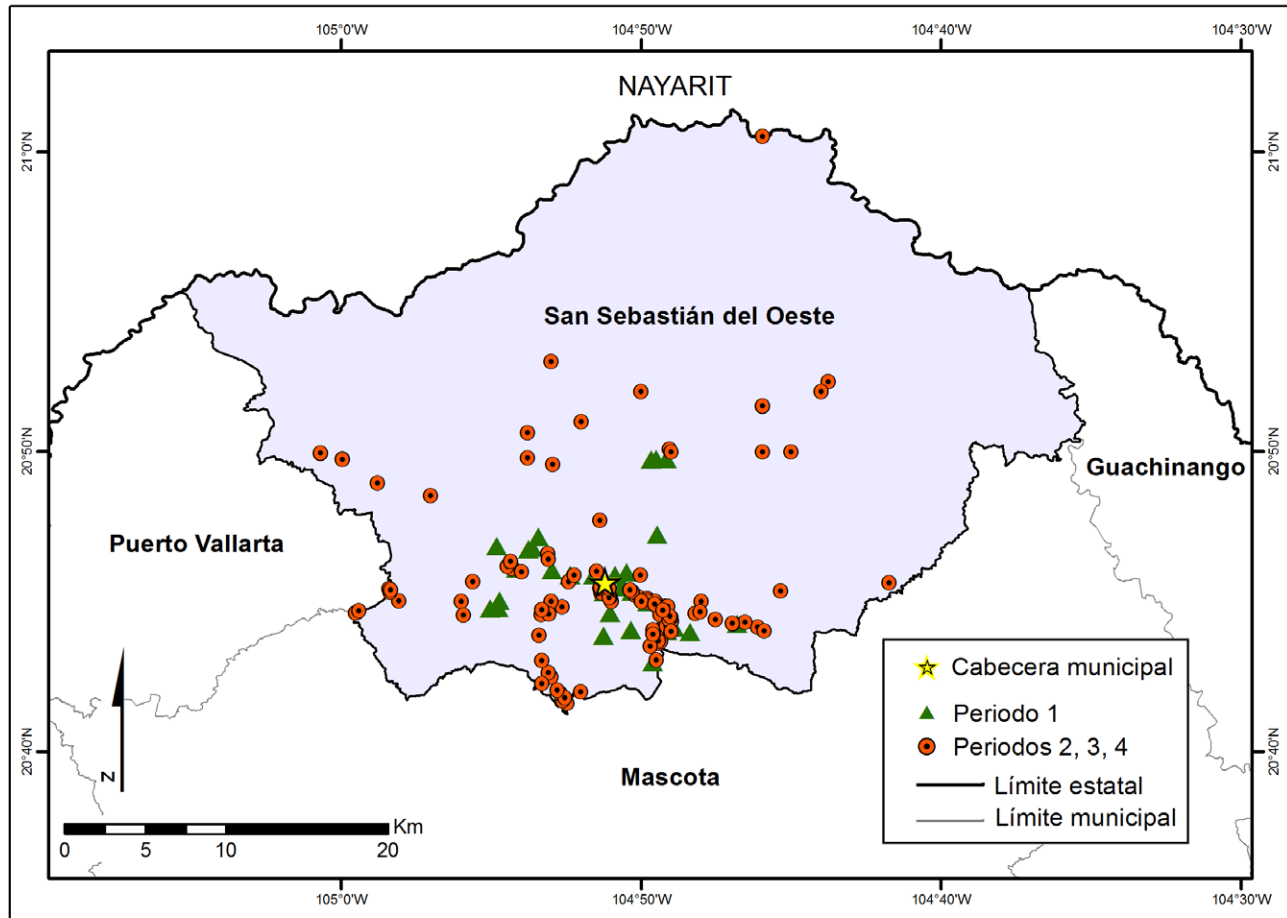 105°0'W 104°50'W 104°40'W 104°30'W
NAYARIT
21°0'N 21°0'N
San Sebastián del Oeste
20°50'N 20°50'N
Guachinango
Puerto Vallarta
Cabecera municipal
Periodo 1
Periodos 2, 3, 4
Límite estatal
Límite municipal
20°40'N 20°40'N
Mascota
N
Km
0 5 10 20
105°0'W 104°50'W 104°40'W 104°30'W